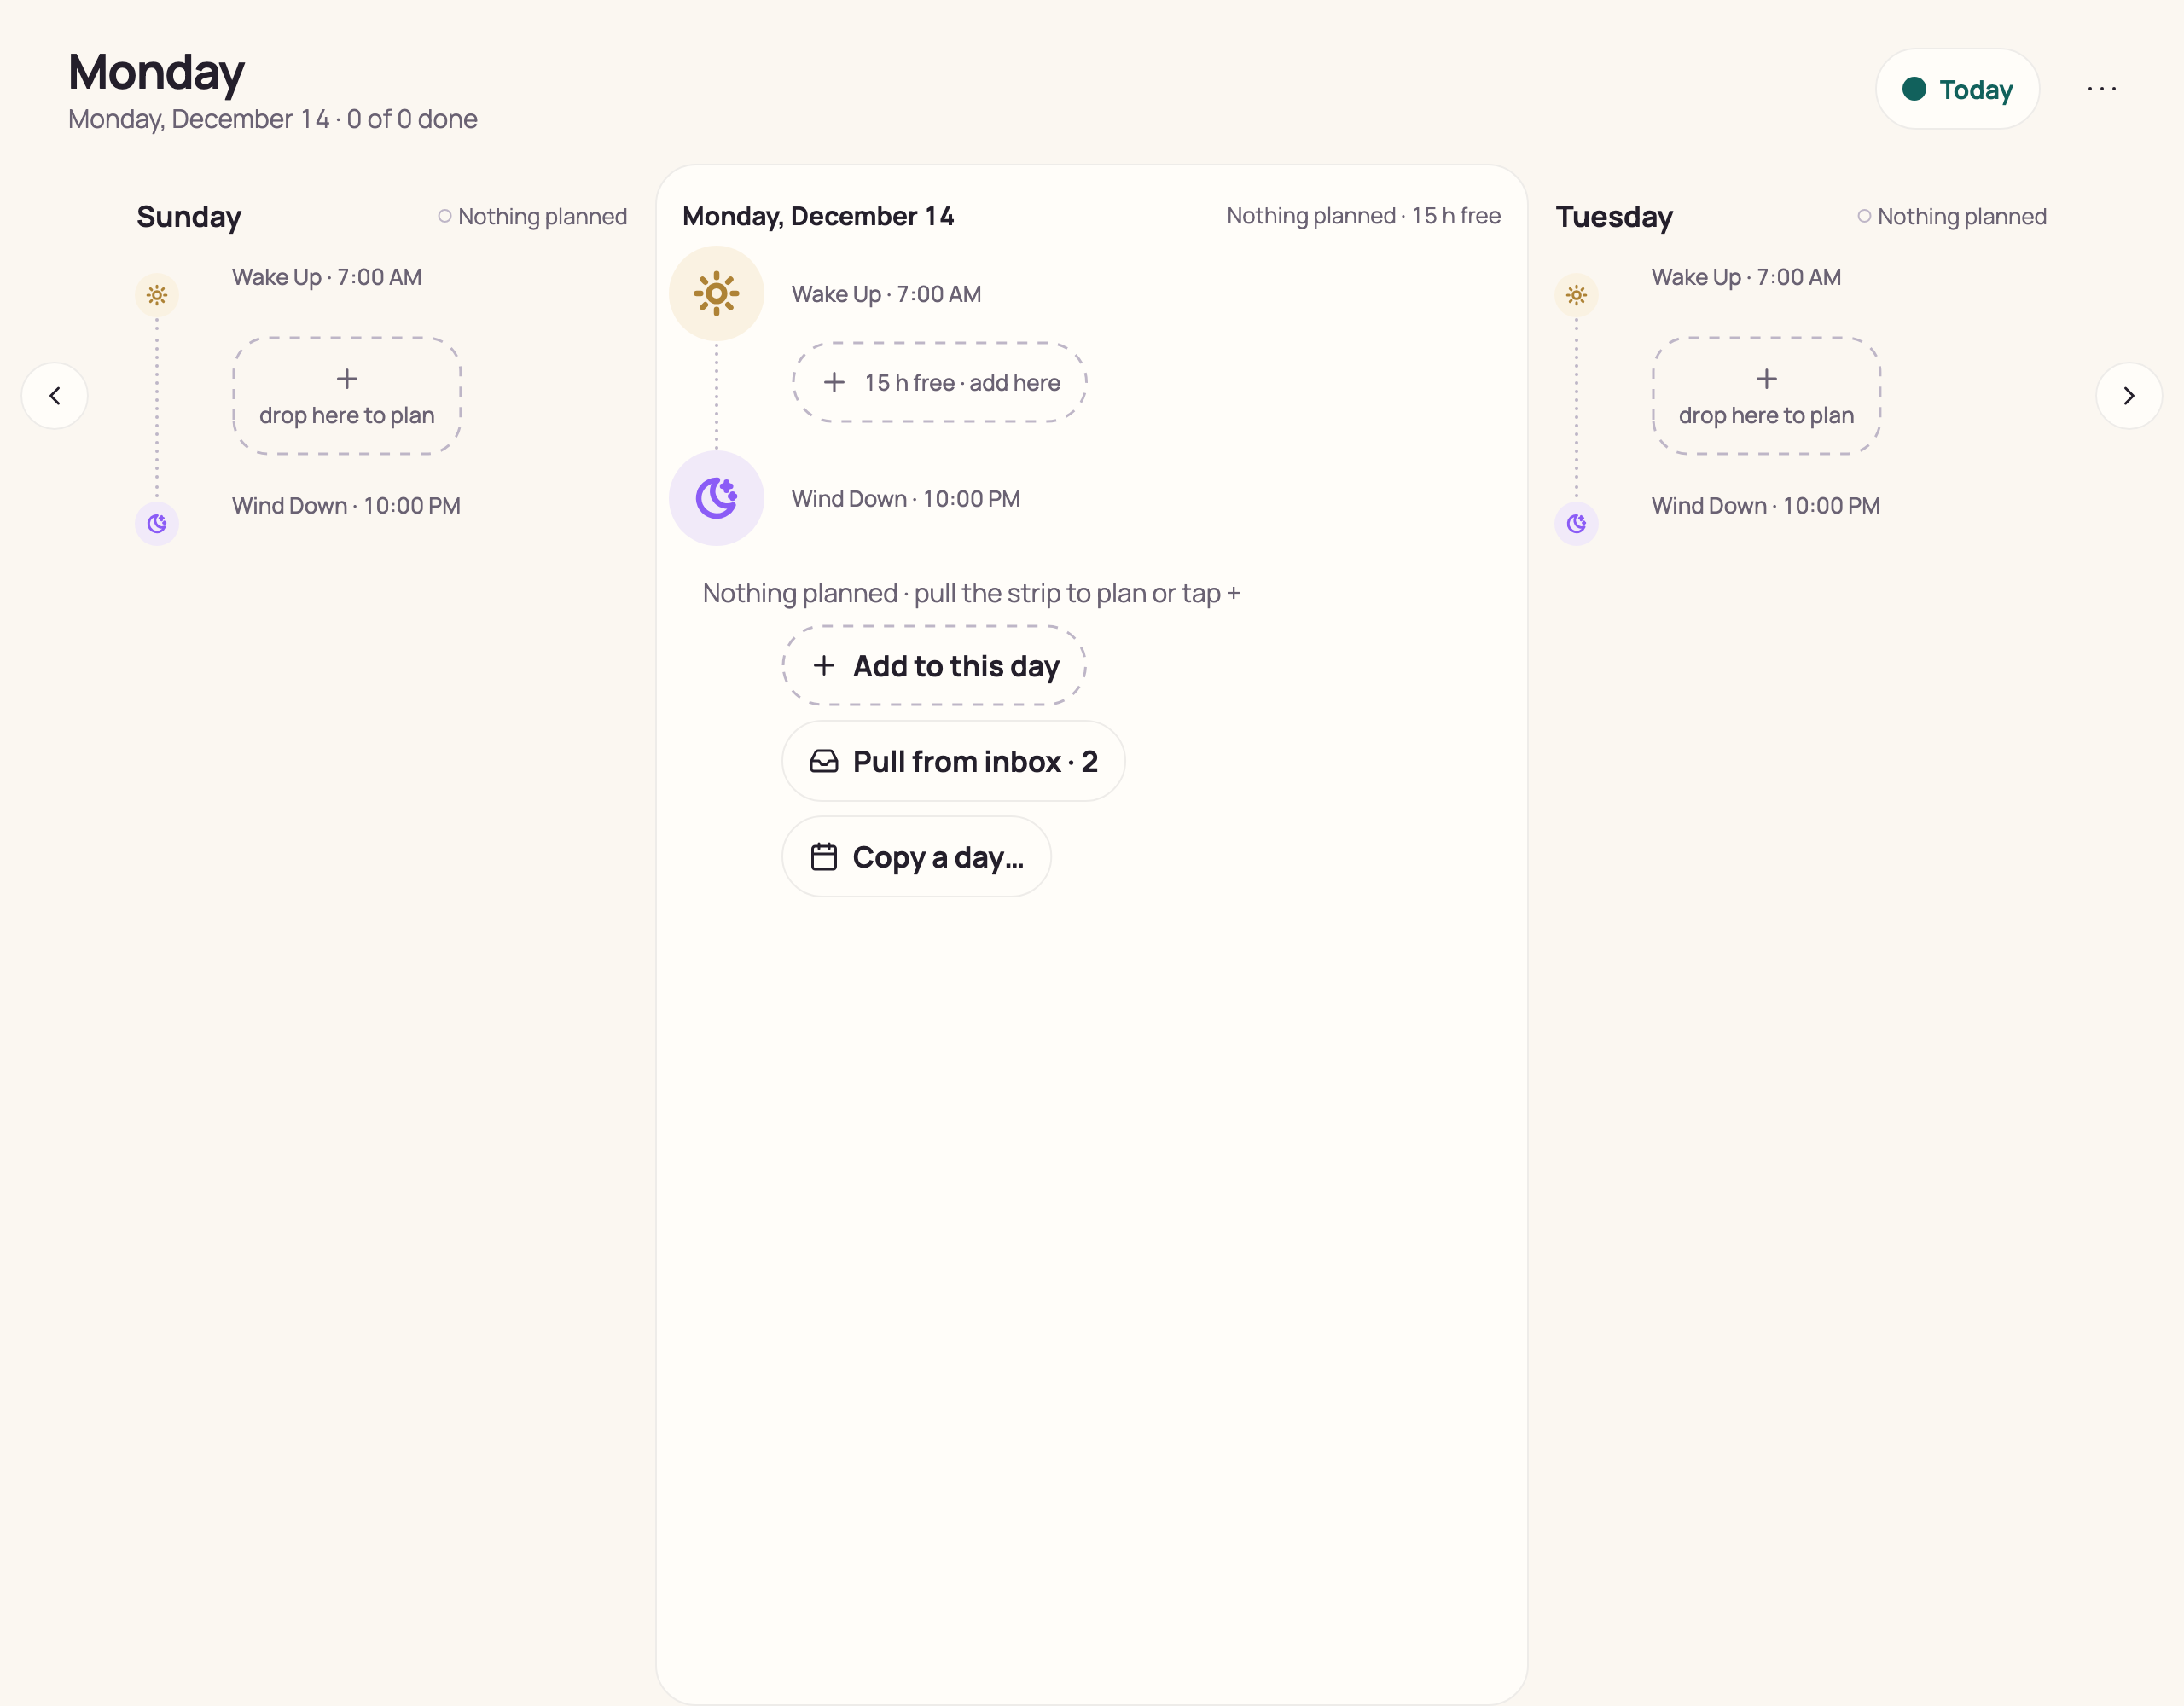 Monday
Monday, December 14 · 0 of 0 done
Today
Sunday
Nothing planned
Wake Up · 7:00 AM
drop here to plan
Wind Down · 10:00 PM
Monday, December 14
Nothing planned · 15 h free
Wake Up · 7:00 AM
15 h free · add here
Wind Down · 10:00 PM
Nothing planned · pull the strip to plan or tap +
Add to this day
Pull from inbox · 2
Copy a day...
Tuesday
Nothing planned
Wake Up · 7:00 AM
drop here to plan
Wind Down · 10:00 PM